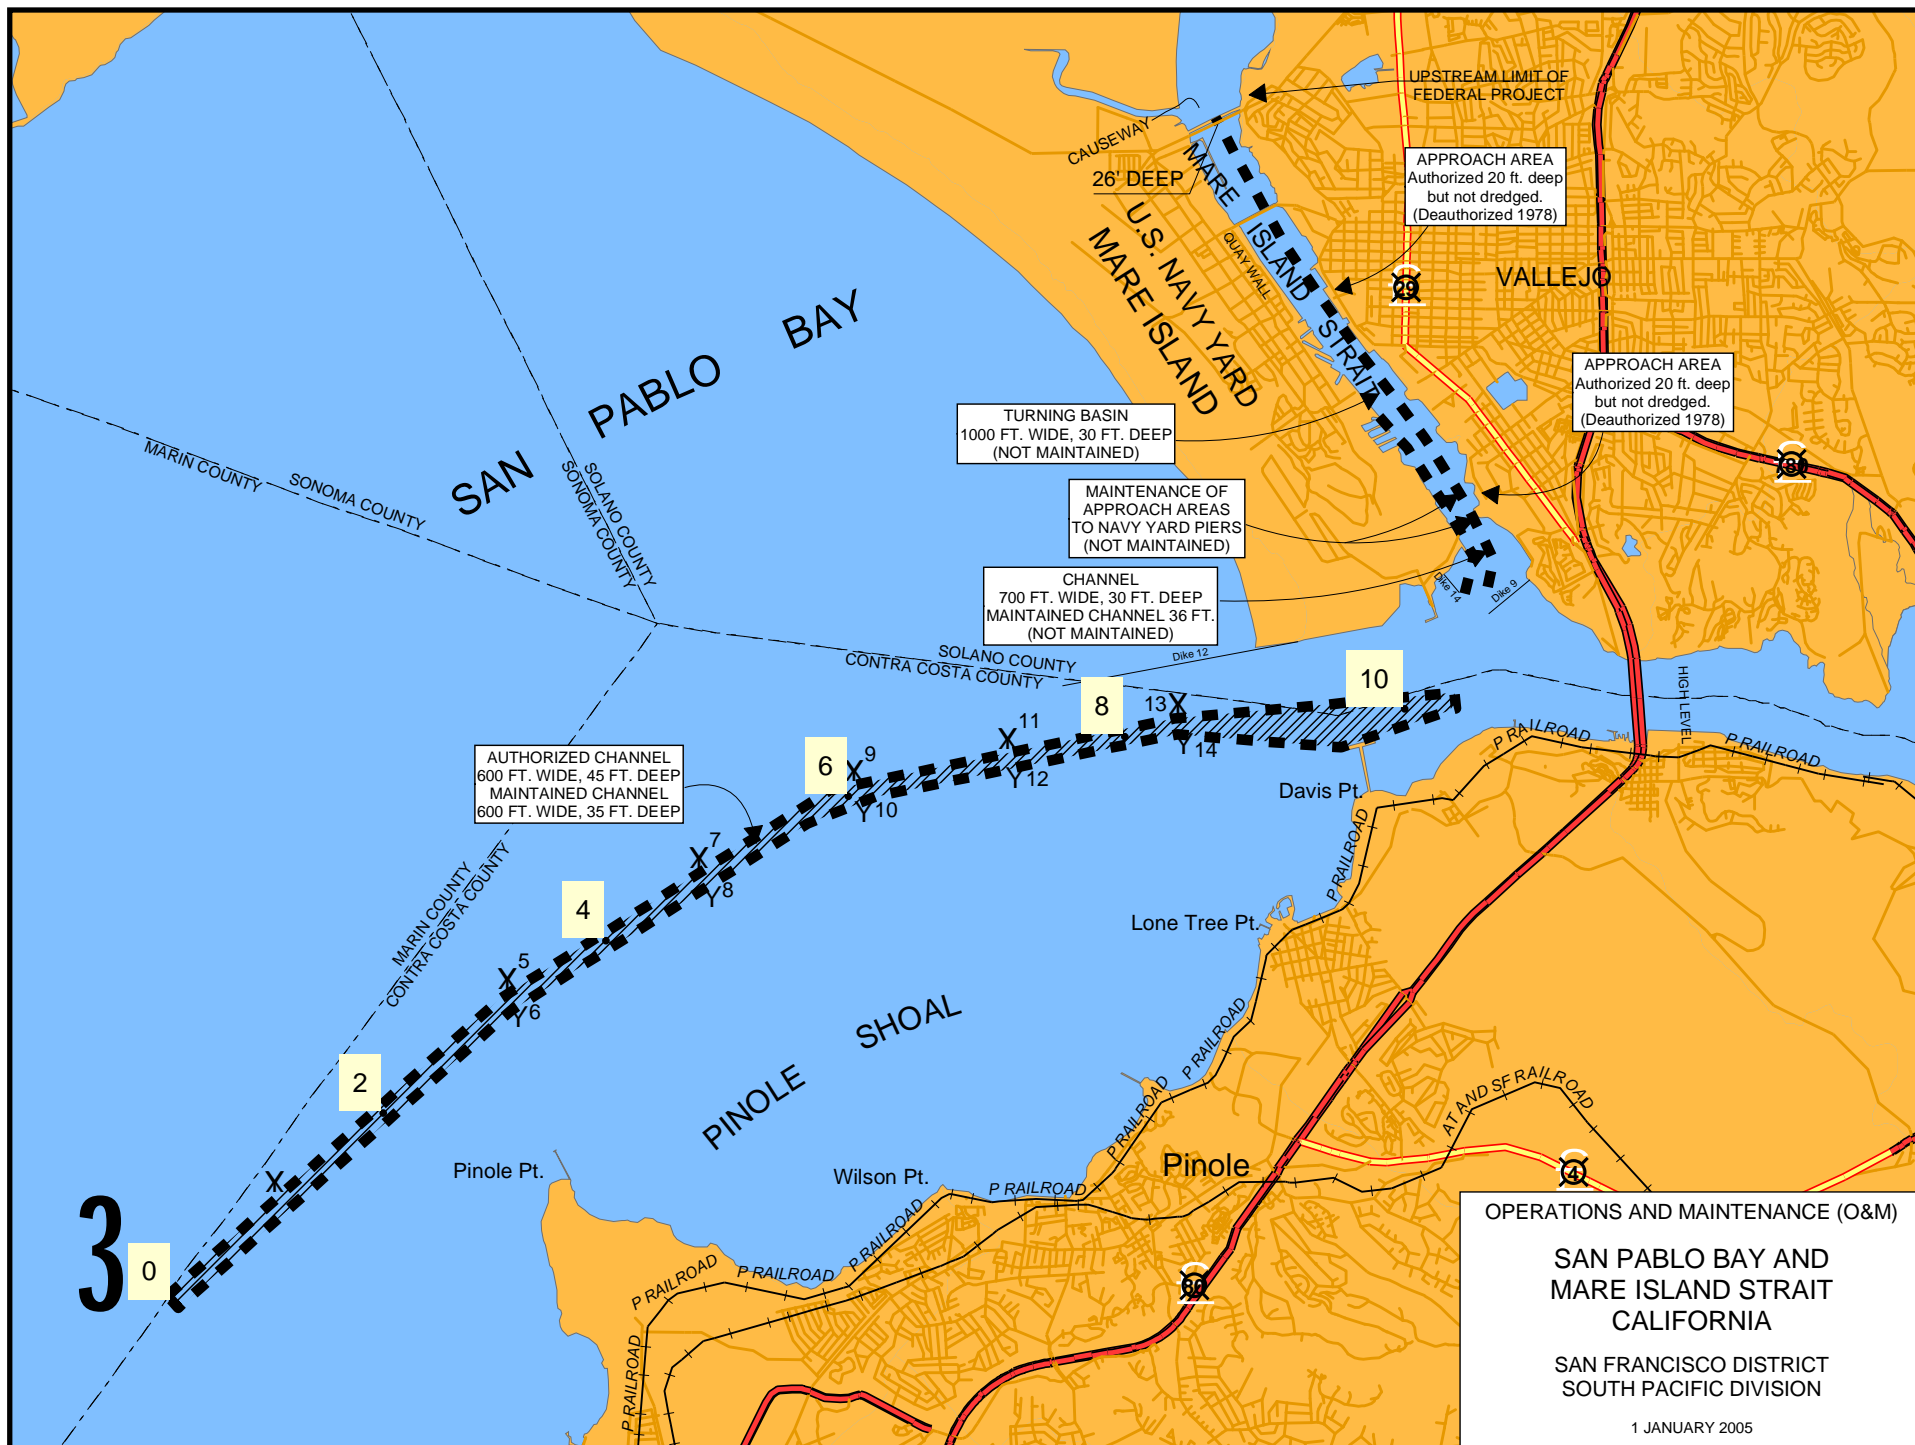 UPSTREAM LIMIT OF
FEDERAL PROJECT
CAUSEWAY
26' DEEP
MARE ISLAND STRAIT
U.S. NAVY YARD
MARE ISLAND
QUAY WALL
APPROACH AREA
Authorized 20 ft. deep
but not dredged.
(Deauthorized 1978)
29
VALLEJO
APPROACH AREA
Authorized 20 ft. deep
but not dredged.
(Deauthorized 1978)
SAN PABLO BAY
TURNING BASIN
1000 FT. WIDE, 30 FT. DEEP
(NOT MAINTAINED)
MAINTENANCE OF
APPROACH AREAS
TO NAVY YARD PIERS
(NOT MAINTAINED)
CHANNEL
700 FT. WIDE, 30 FT. DEEP
MAINTAINED CHANNEL 36 FT.
(NOT MAINTAINED)
MARIN COUNTY
SONOMA COUNTY
SOLANO COUNTY
SONOMA COUNTY
Dike 14
Dike 9
Dike 12
SOLANO COUNTY
CONTRA COSTA COUNTY
HIGH LEVEL
10
8
13
14
11
12
6
9
10
AUTHORIZED CHANNEL
600 FT. WIDE, 45 FT. DEEP
MAINTAINED CHANNEL
600 FT. WIDE, 35 FT. DEEP
7
8
4
5
6
2
0
3
MARIN COUNTY
CONTRA COSTA COUNTY
P RAILROAD
P RAILROAD
Davis Pt.
P RAILROAD
Lone Tree Pt.
PINOLE SHOAL
P RAILROAD
P RAILROAD
AT AND SF RAILROAD
Pinole
4
Pinole Pt.
Wilson Pt.
P RAILROAD
P RAILROAD
P RAILROAD
P RAILROAD
P RAILROAD
80
OPERATIONS AND MAINTENANCE (O&M)
SAN PABLO BAY AND
MARE ISLAND STRAIT
CALIFORNIA
SAN FRANCISCO DISTRICT
SOUTH PACIFIC DIVISION
1 JANUARY 2005